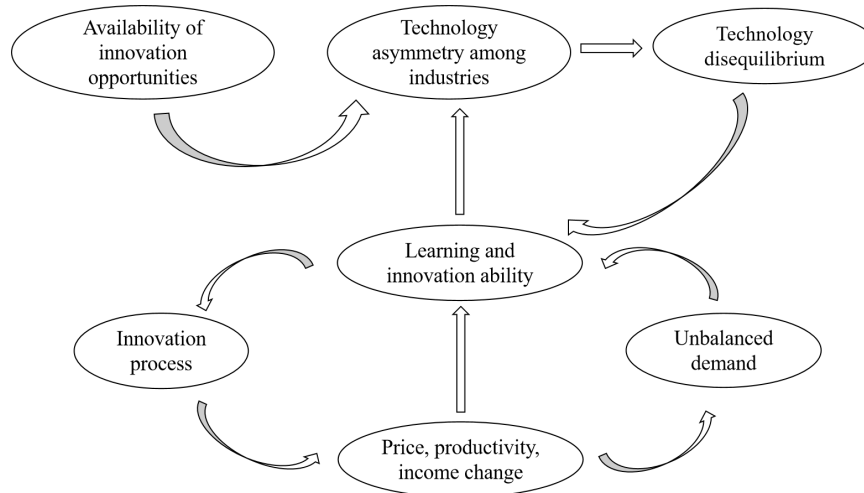 Availability of
innovation
opportunities
Technology
asymmetry among
industries
Technology
disequilibrium
Learning and
innovation ability
Innovation
process
Unbalanced
demand
Price, productivity,
income change